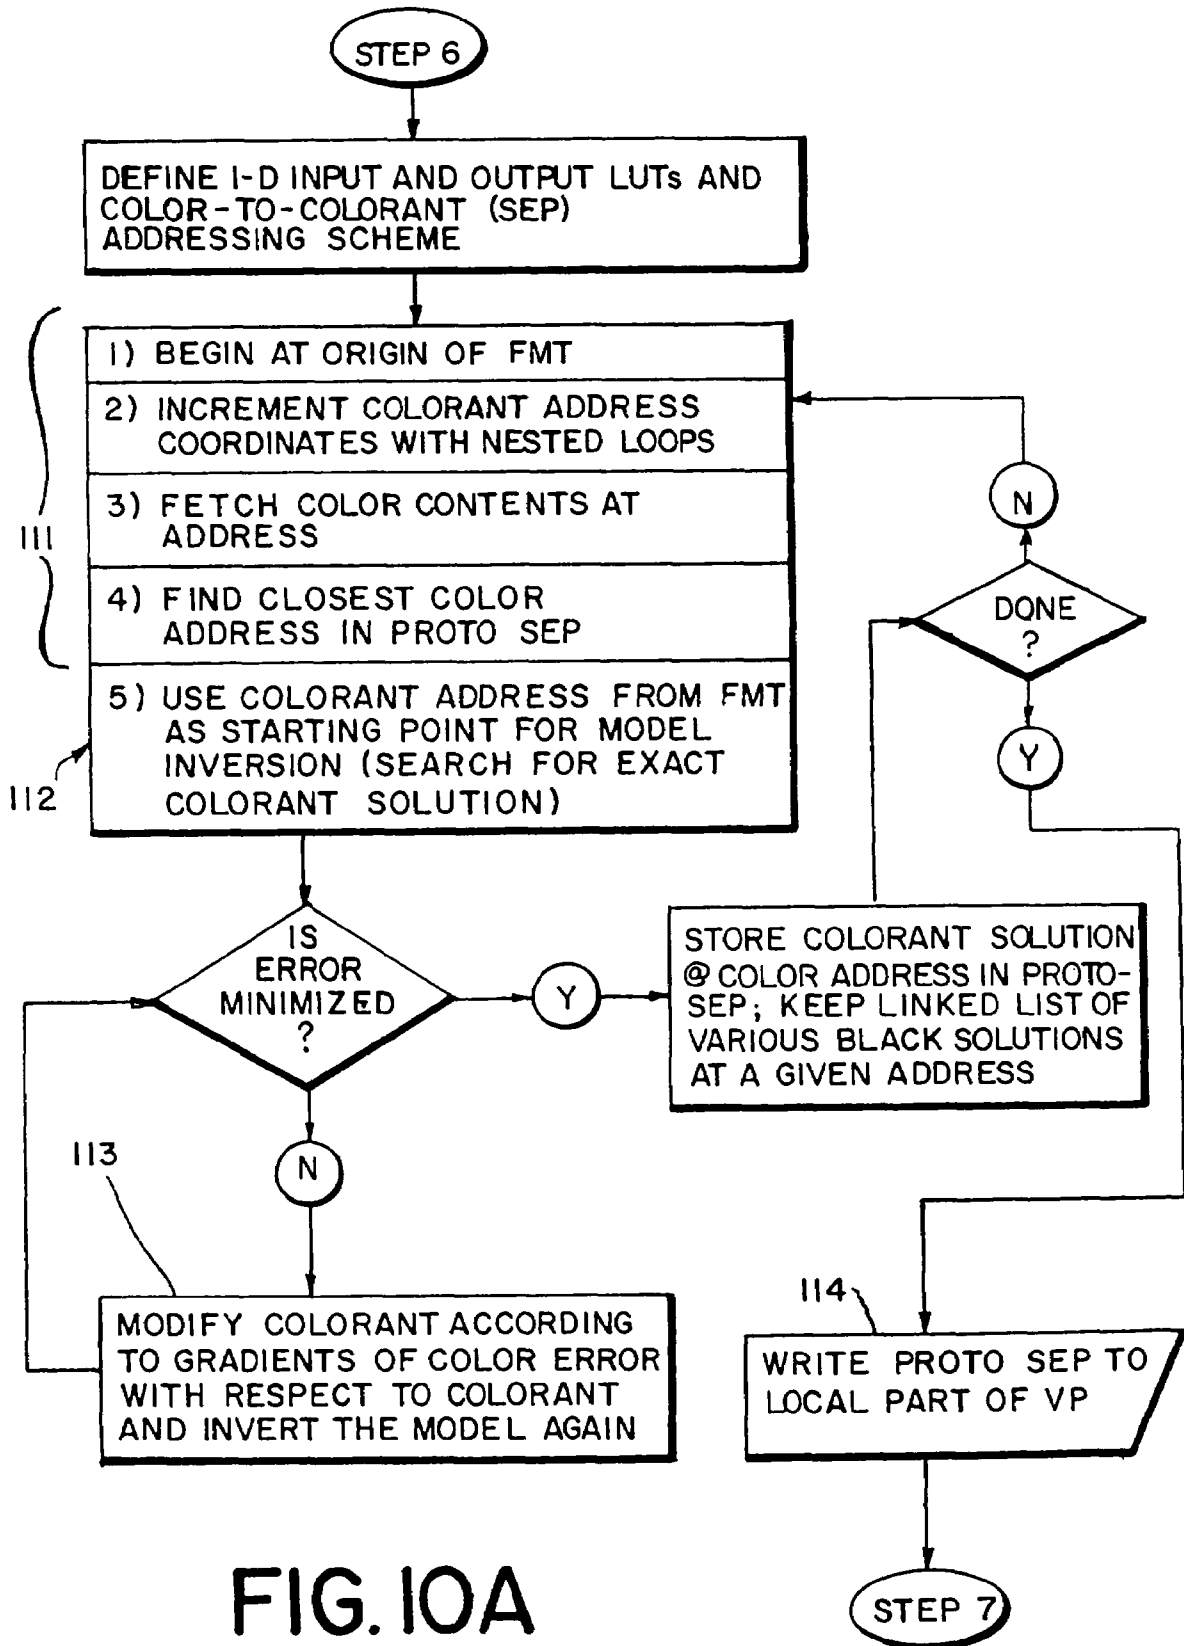 STEP 6
DEFINE 1-D INPUT AND OUTPUT LUTs AND
COLOR-TO-COLORANT (SEP)
ADDRESSING SCHEME
1) BEGIN AT ORIGIN OF FMT
2) INCREMENT COLORANT ADDRESS
COORDINATES WITH NESTED LOOPS
3) FETCH COLOR CONTENTS AT
ADDRESS
4) FIND CLOSEST COLOR
ADDRESS IN PROTO SEP
5) USE COLORANT ADDRESS FROM FMT
AS STARTING POINT FOR MODEL
INVERSION (SEARCH FOR EXACT
COLORANT SOLUTION)
111
112
N
DONE
?
Y
IS
ERROR
MINIMIZED
?
Y
STORE COLORANT SOLUTION
@ COLOR ADDRESS IN PROTO-
SEP; KEEP LINKED LIST OF
VARIOUS BLACK SOLUTIONS
AT A GIVEN ADDRESS
N
113
MODIFY COLORANT ACCORDING
TO GRADIENTS OF COLOR ERROR
WITH RESPECT TO COLORANT
AND INVERT THE MODEL AGAIN
114
WRITE PROTO SEP TO
LOCAL PART OF VP
STEP 7
FIG. 10A